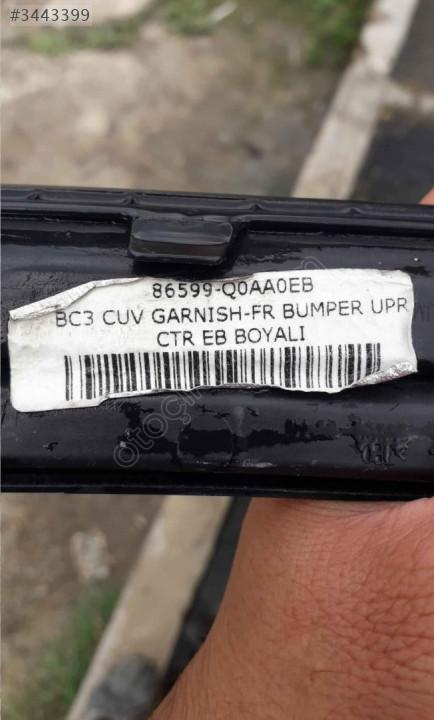 #3443399
86599-Q0AA0EB
BC3 CUV GARNISH-FR BUMPER UPR
CTR EB BOYALI